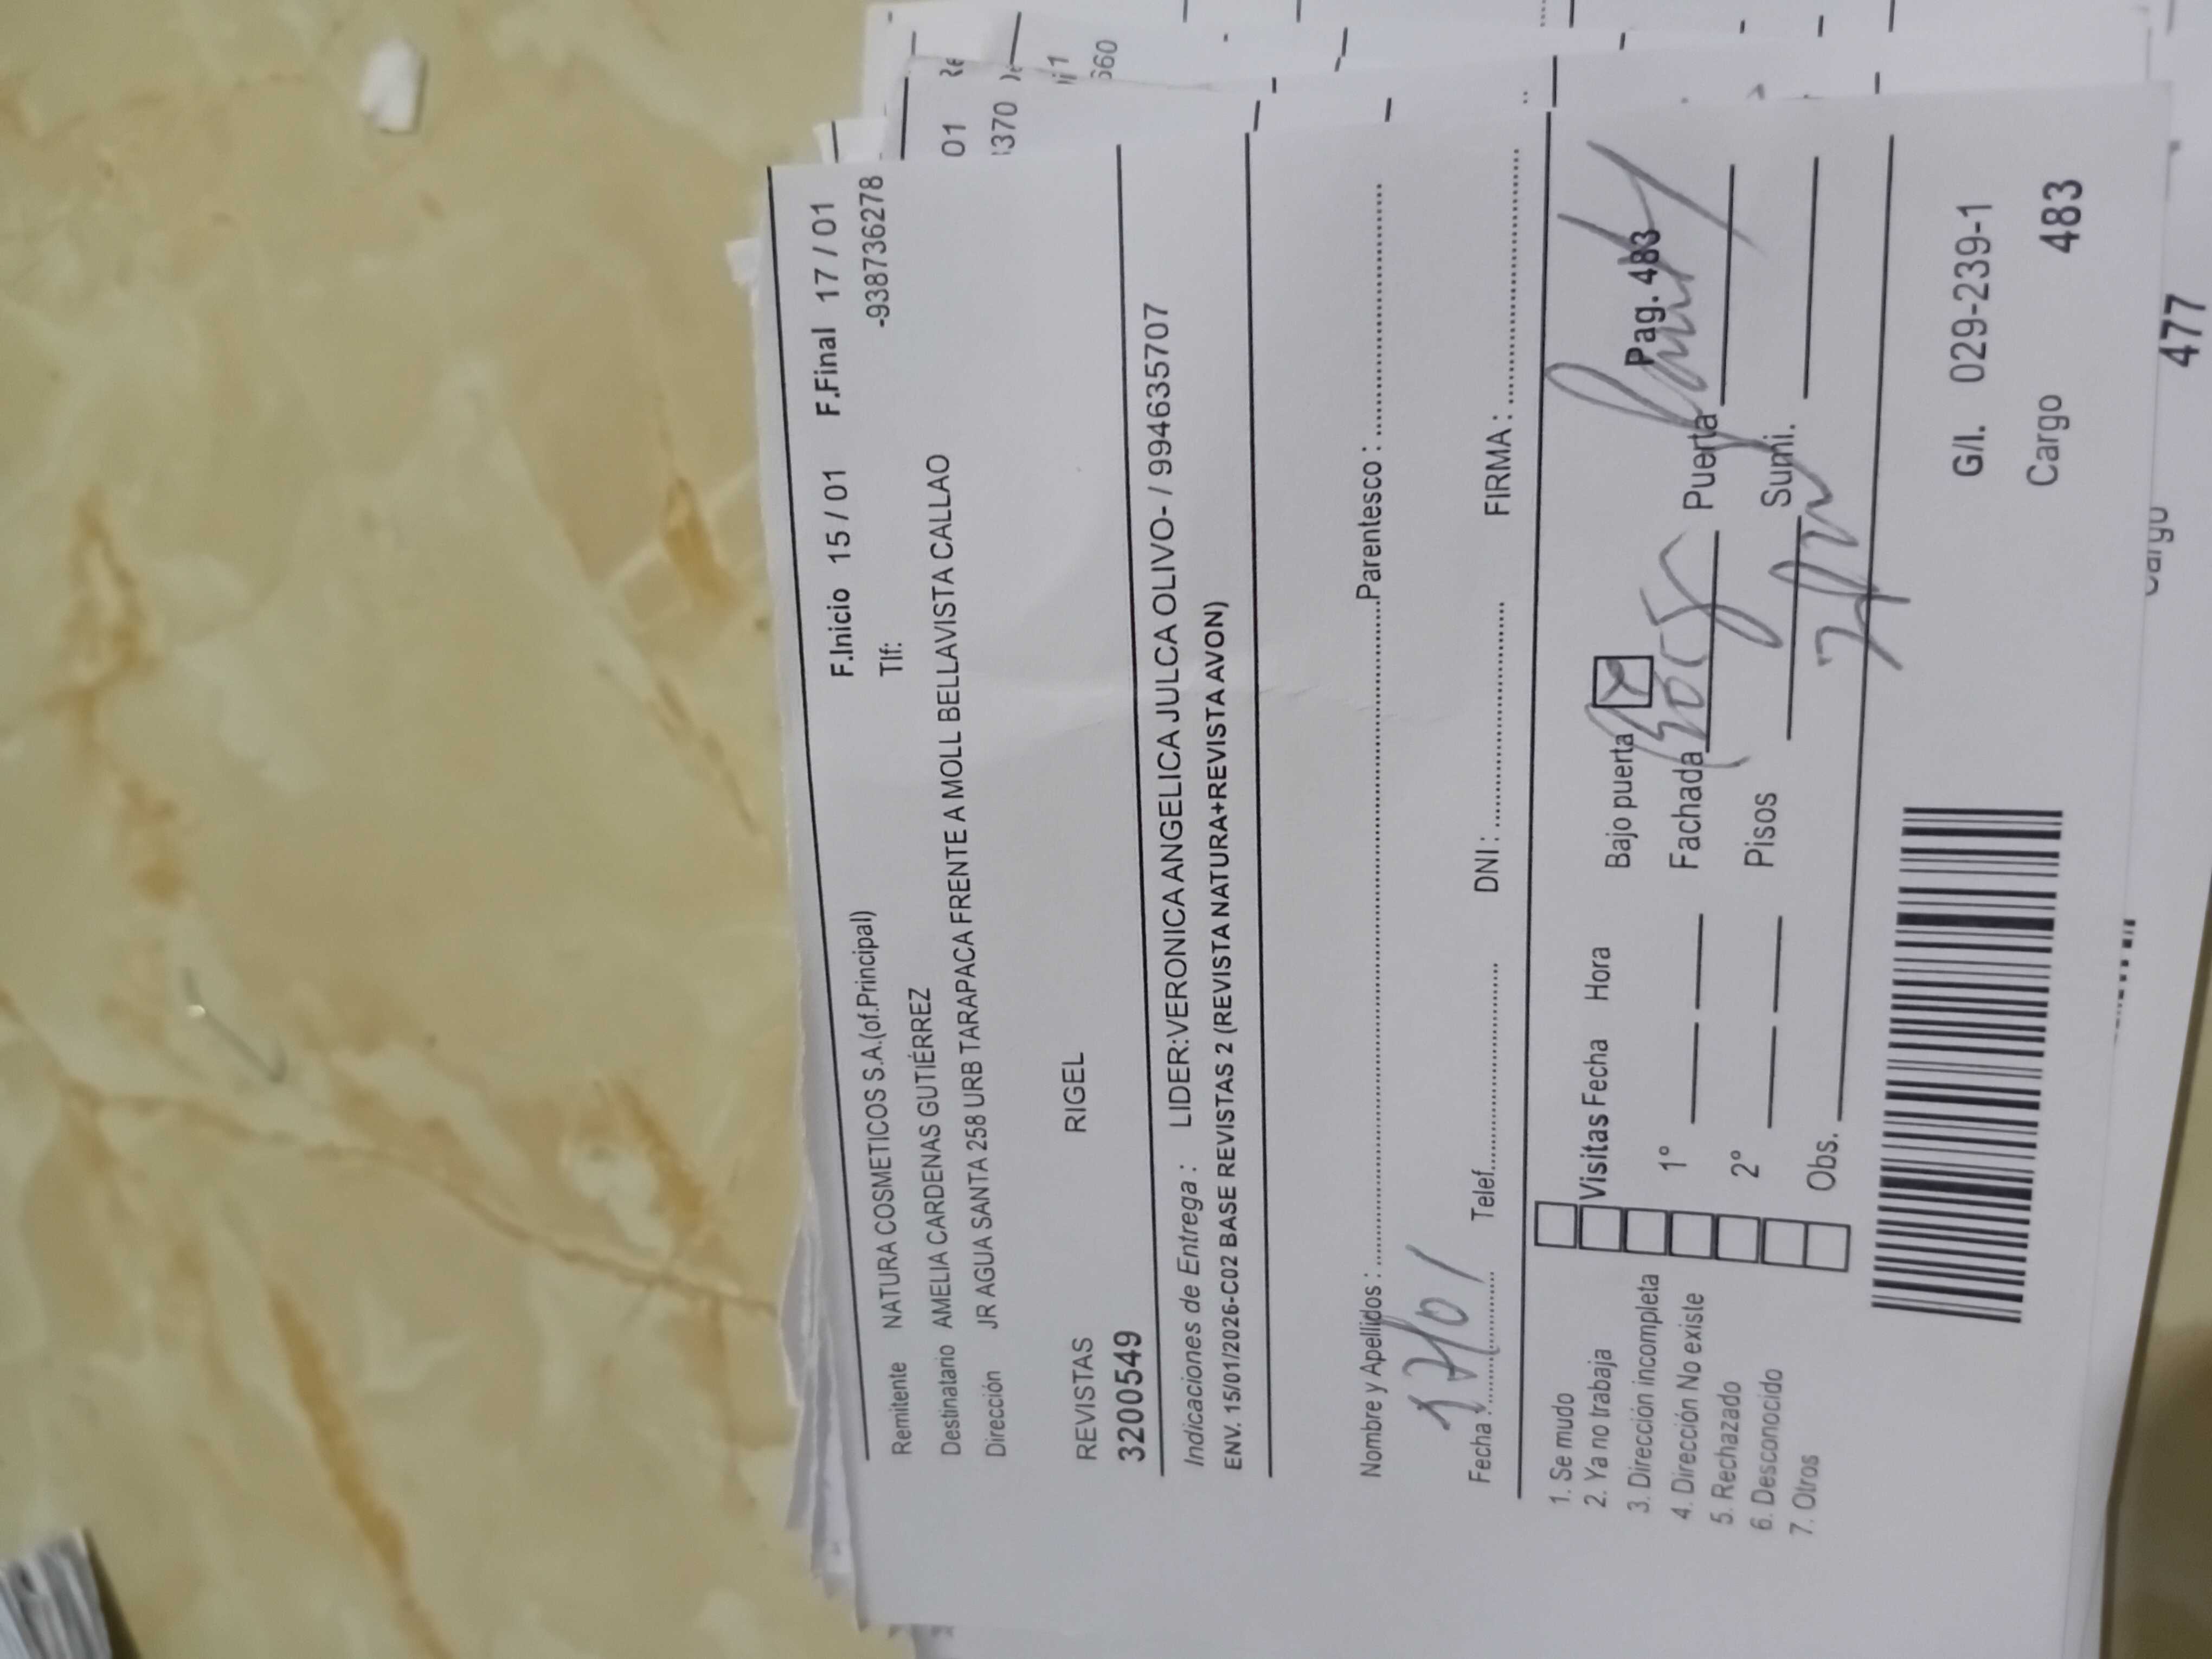 F.Inicio 15 / 01 F.Final 17 / 01
Remitente NATURA COSMETICOS S.A.(of.Principal) Tlf: -938736278
Destinatario AMELIA CARDENAS GUTIÉRREZ
Dirección JR AGUA SANTA 258 URB TARAPACA FRENTE A MOLL BELLAVISTA CALLAO
REVISTAS RIGEL
3200549
Indicaciones de Entrega : LIDER:VERONICA ANGELICA JULCA OLIVO- / 994635707
ENV. 15/01/2026-C02 BASE REVISTAS 2 (REVISTA NATURA+REVISTA AVON)
Nombre y Apellidos : Parentesco :
Fecha : 17/01 Telef. DNI : FIRMA :
1. Se mudo
2. Ya no trabaja
3. Dirección incompleta
4. Dirección No existe
5. Rechazado
6. Desconocido
7. Otros
Visitas Fecha Hora
1°
2°
Obs.
Bajo puerta
Pag. 483
Fachada Puerta
Pisos Sumi.
G/I. 029-239-1
Cargo 483
Cargo 477
01
370
660